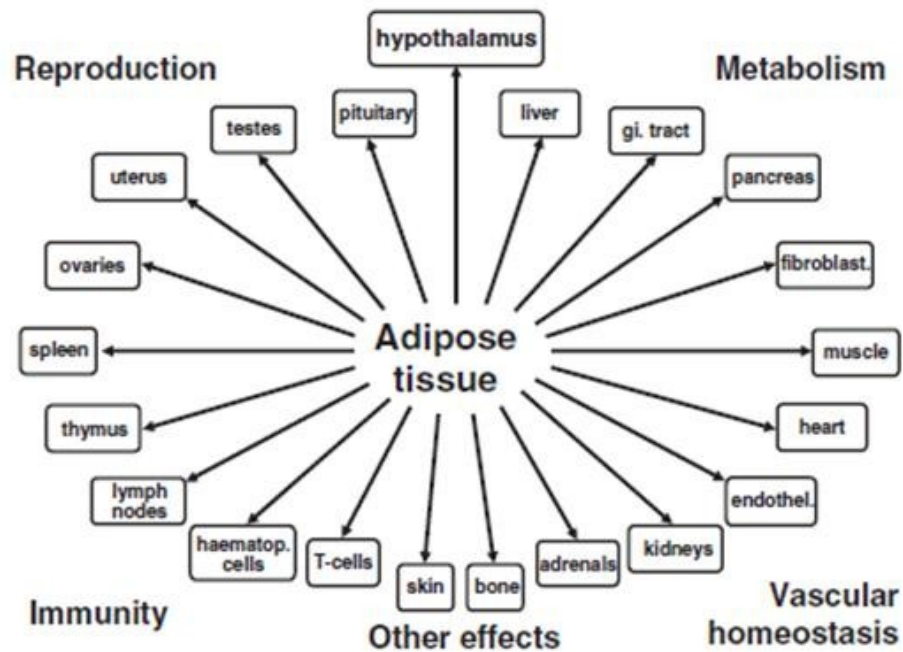 hypothalamus
Reproduction
Metabolism
testes
pituitary
liver
gi. tract
uterus
pancreas
ovaries
fibroblast.
Adipose
tissue
spleen
muscle
thymus
heart
lymph
nodes
endothel.
haematop.
cells
T-cells
skin
bone
adrenals
kidneys
Immunity
Other effects
Vascular
homeostasis